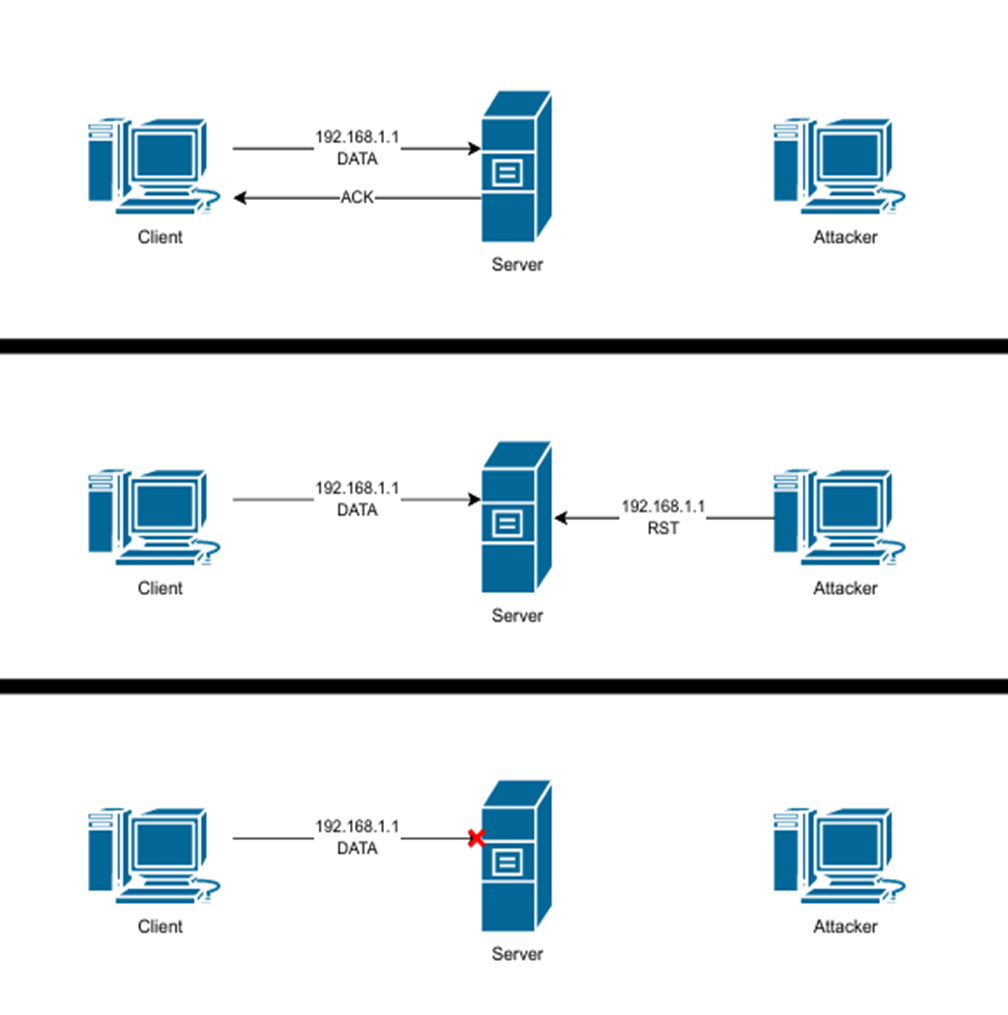 192.168.1.1
DATA
ACK
Client
Server
Attacker
192.168.1.1
DATA
192.168.1.1
RST
Client
Server
Attacker
192.168.1.1
DATA
Client
Server
Attacker